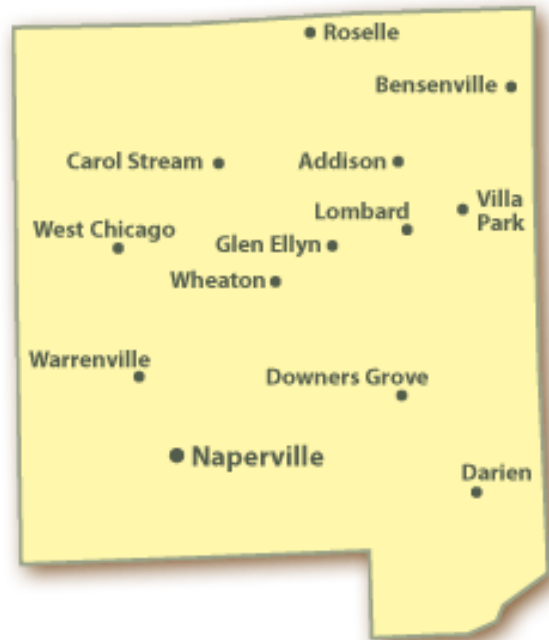 Roselle
Bensenville
Carol Stream
Addison
Villa
Park
Lombard
West Chicago
Glen Ellyn
Wheaton
Warrenville
Downers Grove
Naperville
Darien